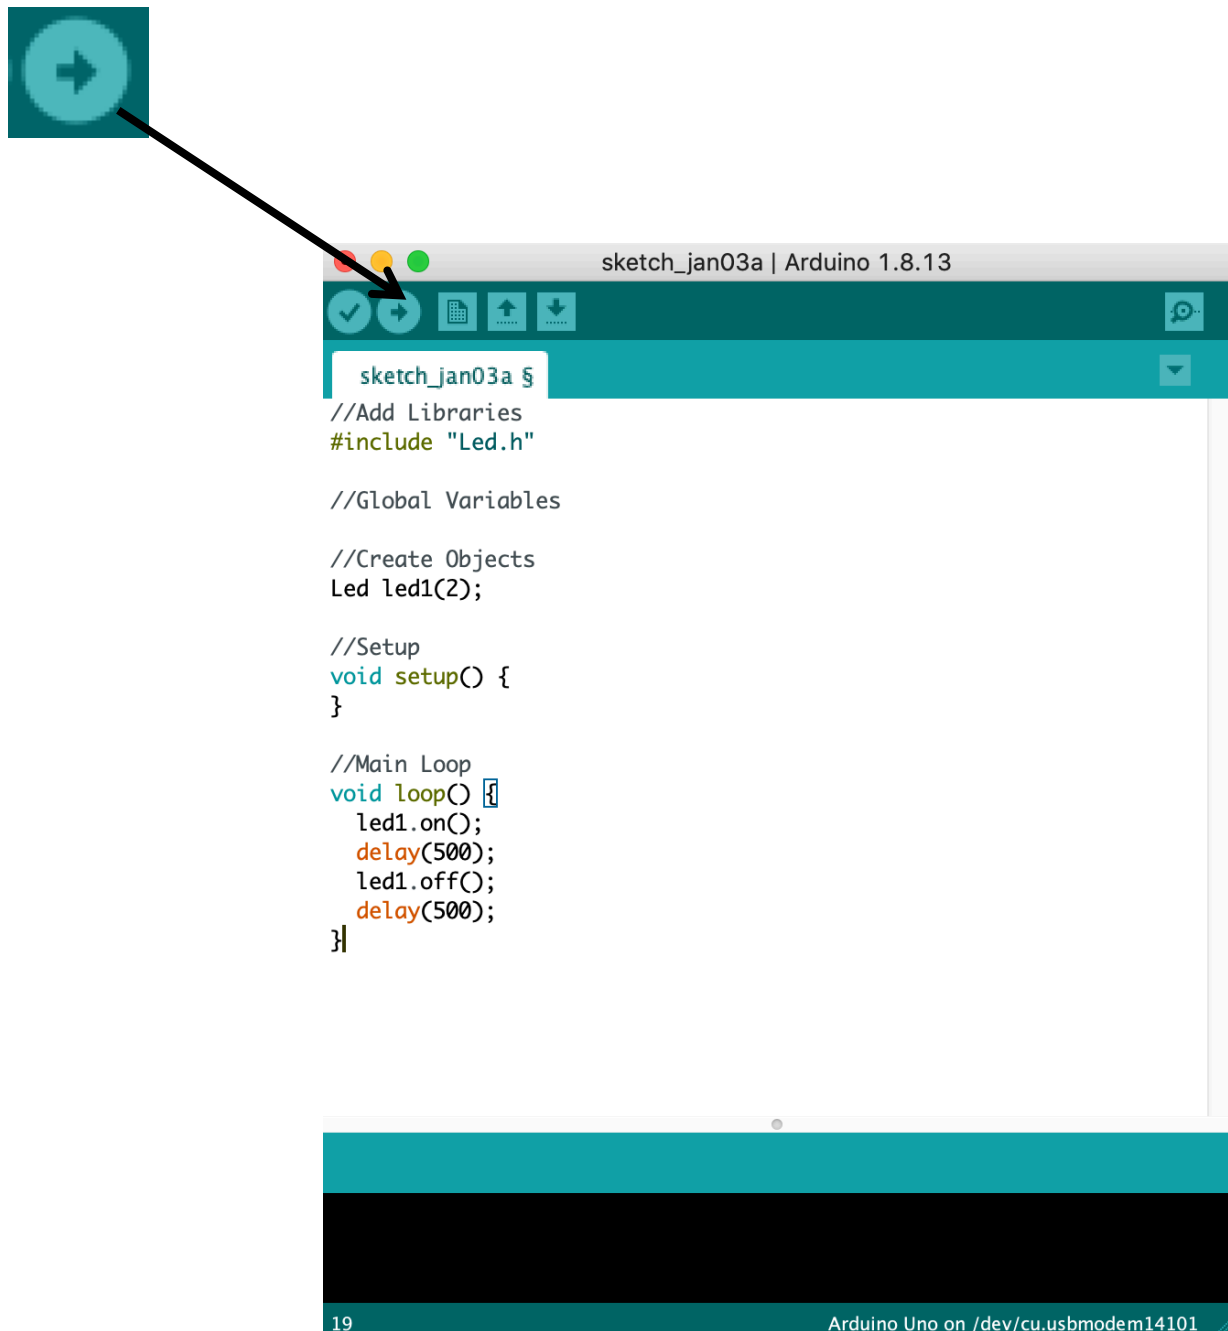 sketch_jan03a | Arduino 1.8.13
sketch_jan03a §
//Add Libraries
#include "Led.h"
//Global Variables
//Create Objects
Led led1(2);
//Setup
void setup() {
}
//Main Loop
void loop() {
  led1.on();
  delay(500);
  led1.off();
  delay(500);
}
19
Arduino Uno on /dev/cu.usbmodem14101